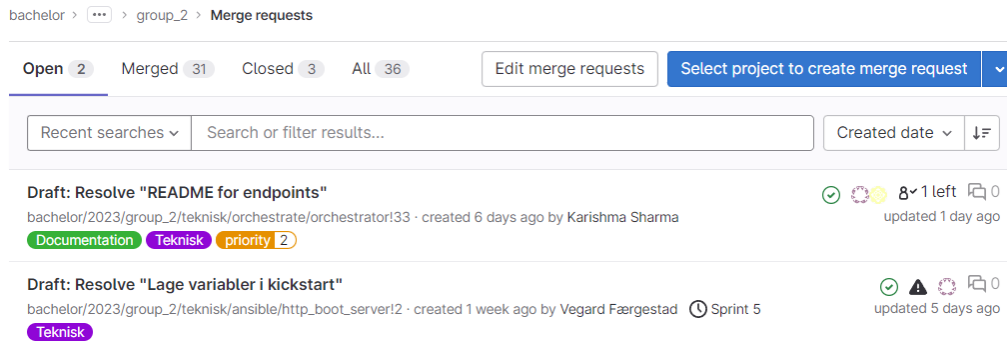 bachelor > ... > group_2 > Merge requests
Open 2 Merged 31 Closed 3 All 36 Edit merge requests Select project to create merge request
Recent searches Search or filter results... Created date
Draft: Resolve "README for endpoints" 1 left 0
bachelor/2023/group_2/teknisk/orchestrate/orchestrator!33 · created 6 days ago by Karishma Sharma updated 1 day ago
Documentation Teknisk priority 2
Draft: Resolve "Lage variabler i kickstart" 0
bachelor/2023/group_2/teknisk/ansible/http_boot_server!2 · created 1 week ago by Vegard Færgestad Sprint 5 updated 5 days ago
Teknisk